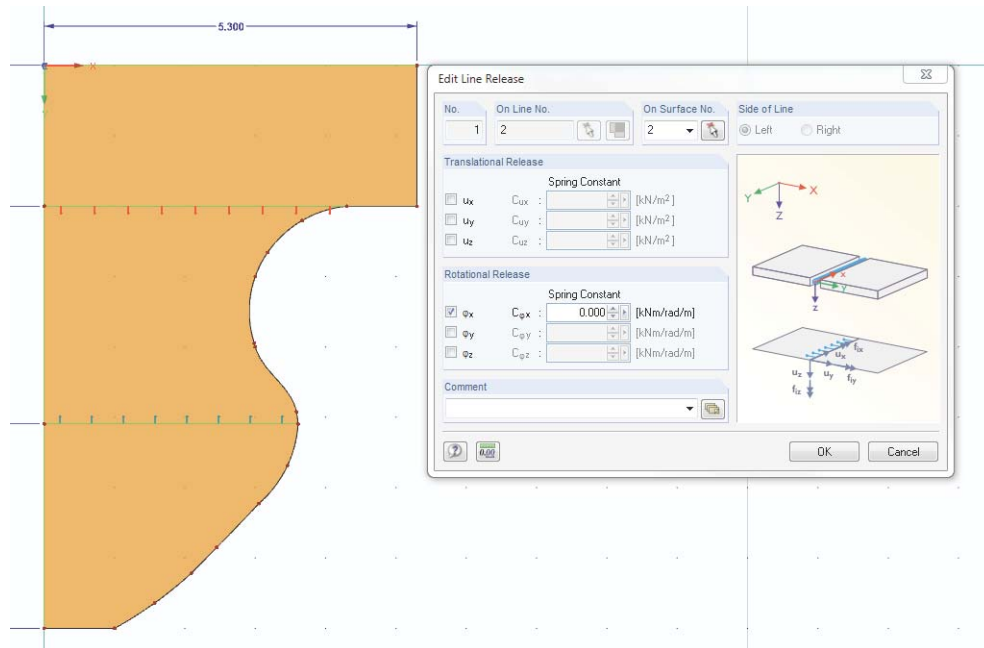 5.300
X
Edit Line Release
No. On Line No. On Surface No. Side of Line
1 2 2 Left Right
Translational Release
Spring Constant
ux Cux : [kN/m2]
uy Cuy : [kN/m2]
uz Cuz : [kN/m2]
Rotational Release
Spring Constant
φx Cφx : 0.000 [kNm/rad/m]
φy Cφy : [kNm/rad/m]
φz Cφz : [kNm/rad/m]
Comment
Y X
Z
x
Y
z
ux fix
uz uy fiy
fiz
0.00
OK Cancel